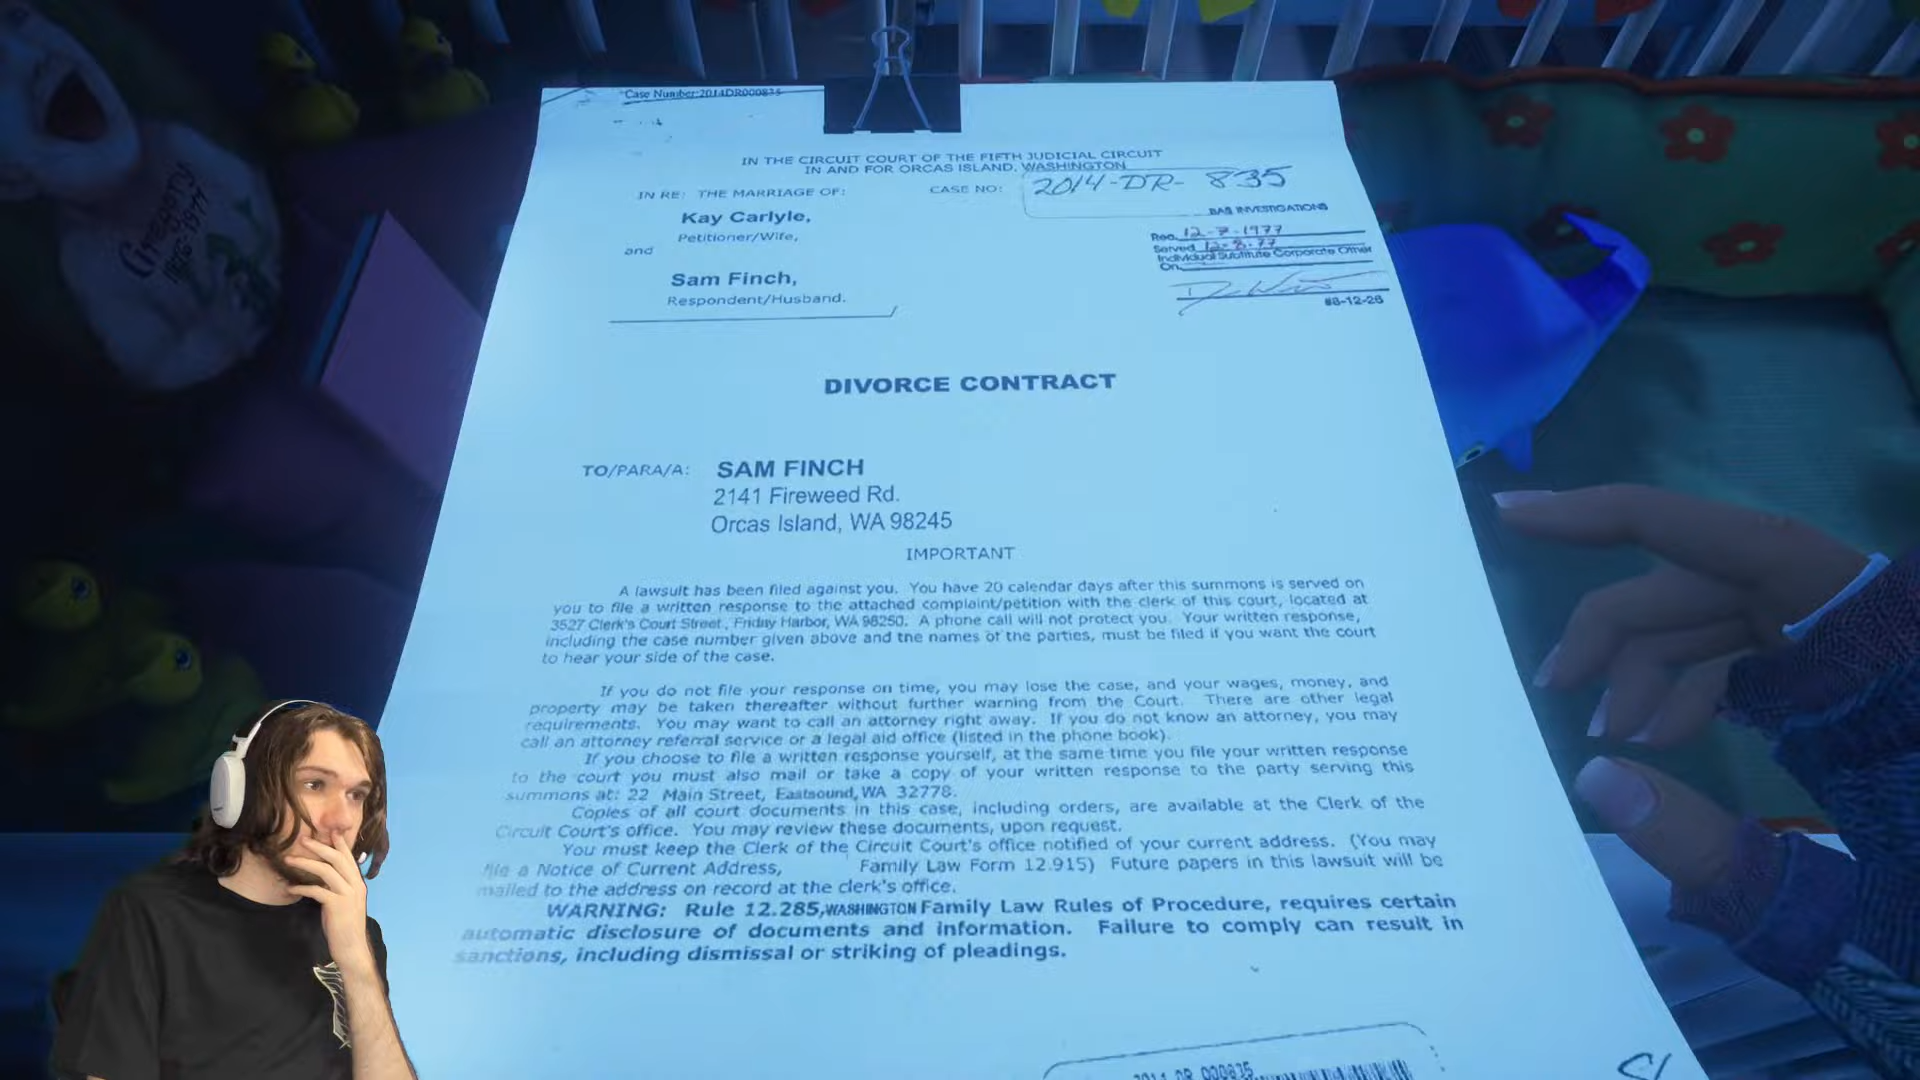 Case Number:2014DR000835
IN THE CIRCUIT COURT OF THE FIFTH JUDICIAL CIRCUIT
IN AND FOR ORCAS ISLAND, WASHINGTON
IN RE: THE MARRIAGE OF:
CASE NO: 2014-DR- 835
Kay Carlyle,
Petitioner/Wife,
and
Sam Finch,
Respondent/Husband.
BAS INVESTIGATIONS
Rec. 12-7-1977
Served 12-8-77
Individual Substitute Corporate Other
On
#8-12-26
Gregory
1976-1977
DIVORCE CONTRACT
TO/PARA/A: SAM FINCH
2141 Fireweed Rd.
Orcas Island, WA 98245
IMPORTANT
A lawsuit has been filed against you. You have 20 calendar days after this summons is served on
you to file a written response to the attached complaint/petition with the clerk of this court, located at
3527 Clerk's Court Street., Friday Harbor, WA 98250. A phone call will not protect you. Your written response,
including the case number given above and the names of the parties, must be filed if you want the court
to hear your side of the case.
If you do not file your response on time, you may lose the case, and your wages, money, and
property may be taken thereafter without further warning from the Court. There are other legal
requirements. You may want to call an attorney right away. If you do not know an attorney, you may
call an attorney referral service or a legal aid office (listed in the phone book).
If you choose to file a written response yourself, at the same time you file your written response
to the court you must also mail or take a copy of your written response to the party serving this
summons at: 22 Main Street, Eastsound, WA 32778.
Copies of all court documents in this case, including orders, are available at the Clerk of the
Circuit Court's office. You may review these documents, upon request.
You must keep the Clerk of the Circuit Court's office notified of your current address. (You may
file a Notice of Current Address, Family Law Form 12.915) Future papers in this lawsuit will be
mailed to the address on record at the clerk's office.
WARNING: Rule 12.285, WASHINGTON Family Law Rules of Procedure, requires certain
automatic disclosure of documents and information. Failure to comply can result in
sanctions, including dismissal or striking of pleadings.
2014 DR 000835